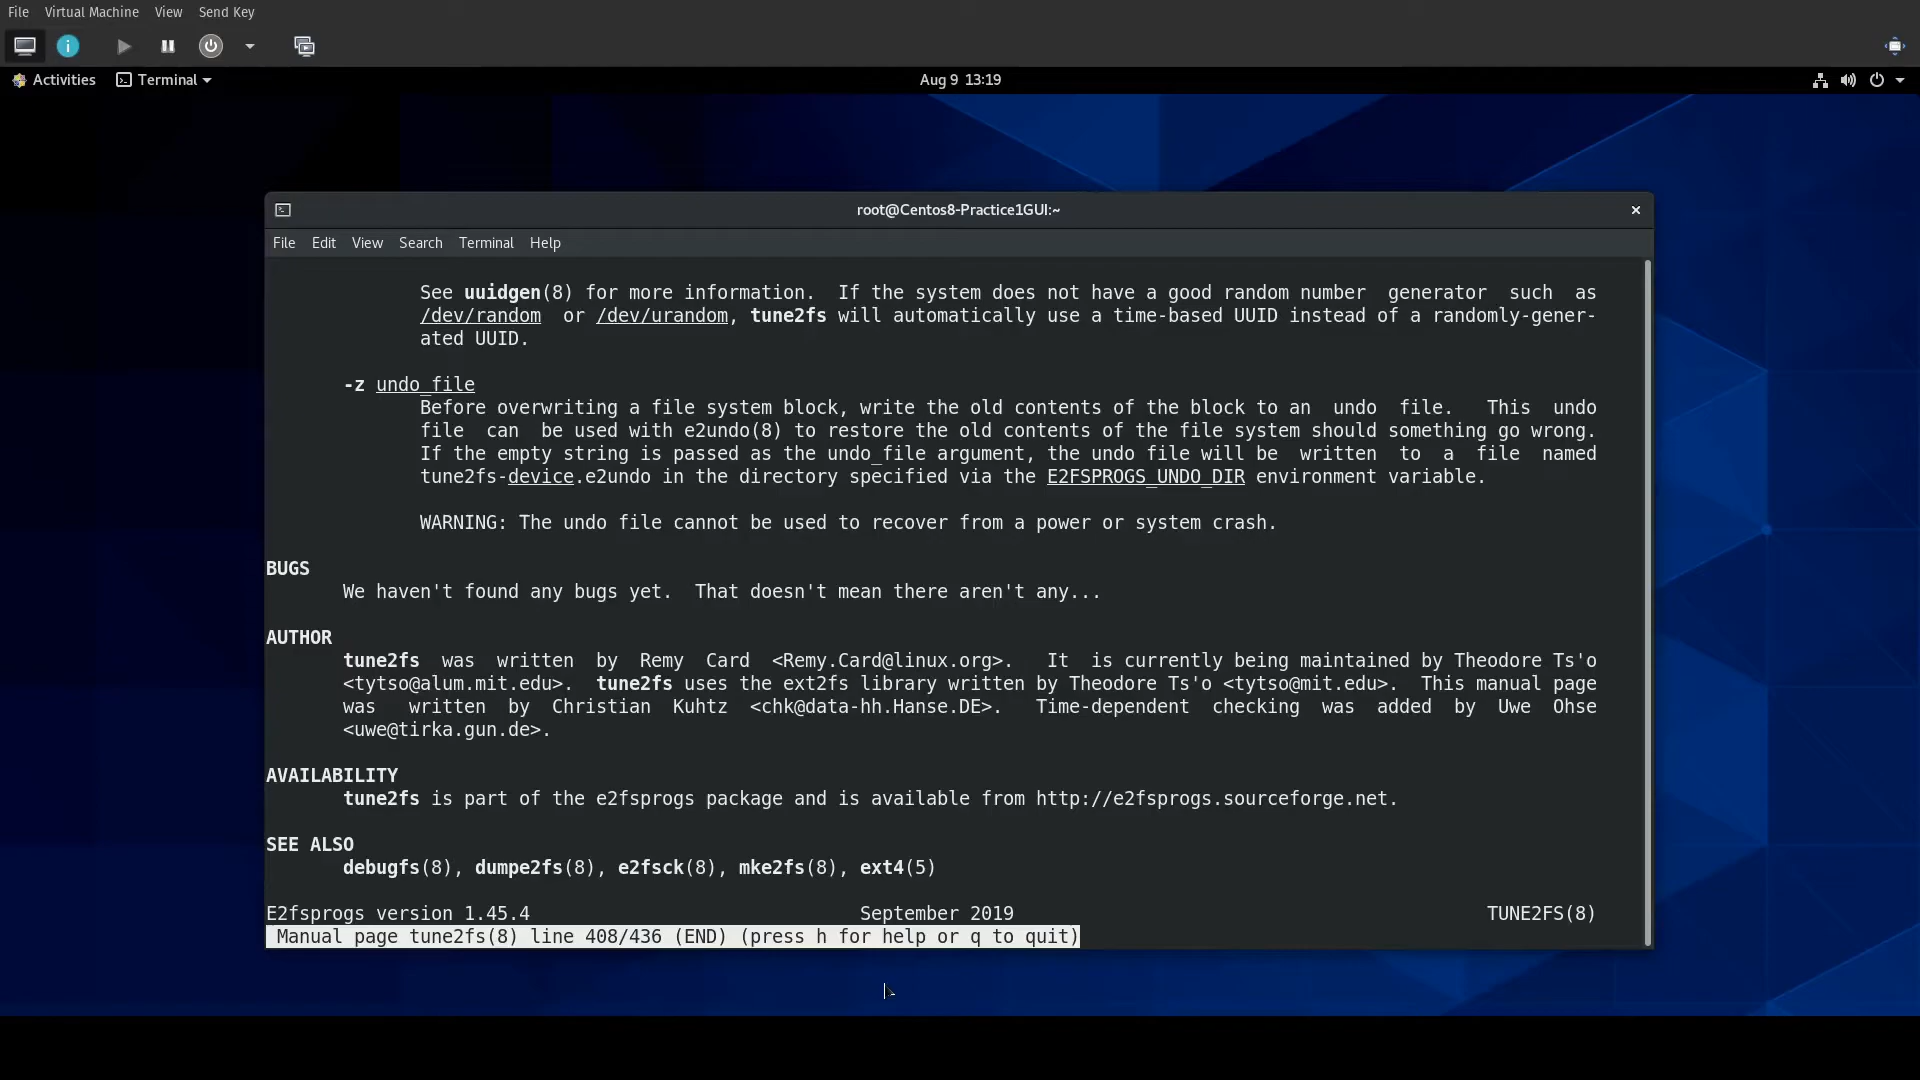 File Virtual Machine View Send Key
Activities Terminal Aug 9 13:19
root@Centos8-Practice1GUI:~
File Edit View Search Terminal Help
See uuidgen(8) for more information.  If the system does not have a good random number  generator  such  as
/dev/random  or /dev/urandom, tune2fs will automatically use a time-based UUID instead of a randomly-gener-
ated UUID.
-z undo_file
Before overwriting a file system block, write the old contents of the block to an  undo  file.   This  undo
file  can  be used with e2undo(8) to restore the old contents of the file system should something go wrong.
If the empty string is passed as the undo_file argument, the undo file will be  written  to  a  file  named
tune2fs-device.e2undo in the directory specified via the E2FSPROGS_UNDO_DIR environment variable.
WARNING: The undo file cannot be used to recover from a power or system crash.
BUGS
We haven't found any bugs yet.  That doesn't mean there aren't any...
AUTHOR
tune2fs  was  written  by  Remy  Card  <Remy.Card@linux.org>.   It  is currently being maintained by Theodore Ts'o
<tytso@alum.mit.edu>.  tune2fs uses the ext2fs library written by Theodore Ts'o <tytso@mit.edu>.  This manual page
was   written  by  Christian  Kuhtz  <chk@data-hh.Hanse.DE>.   Time-dependent  checking  was  added  by  Uwe  Ohse
<uwe@tirka.gun.de>.
AVAILABILITY
tune2fs is part of the e2fsprogs package and is available from http://e2fsprogs.sourceforge.net.
SEE ALSO
debugfs(8), dumpe2fs(8), e2fsck(8), mke2fs(8), ext4(5)
E2fsprogs version 1.45.4 September 2019 TUNE2FS(8)
Manual page tune2fs(8) line 408/436 (END) (press h for help or q to quit)